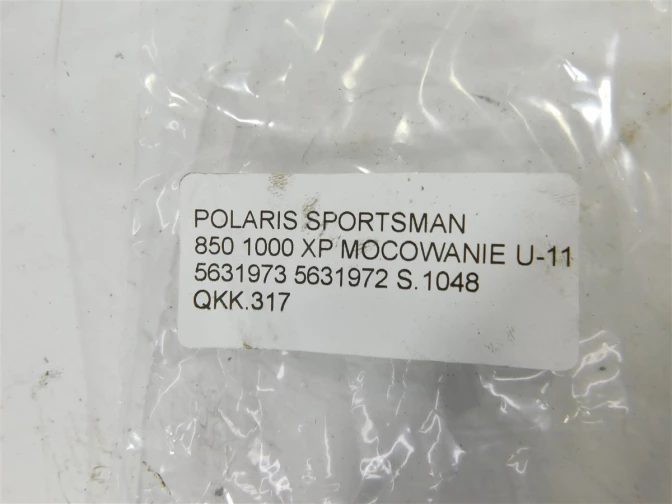 POLARIS SPORTSMAN
850 1000 XP MOCOWANIE U-11
5631973 5631972 S.1048
QKK.317